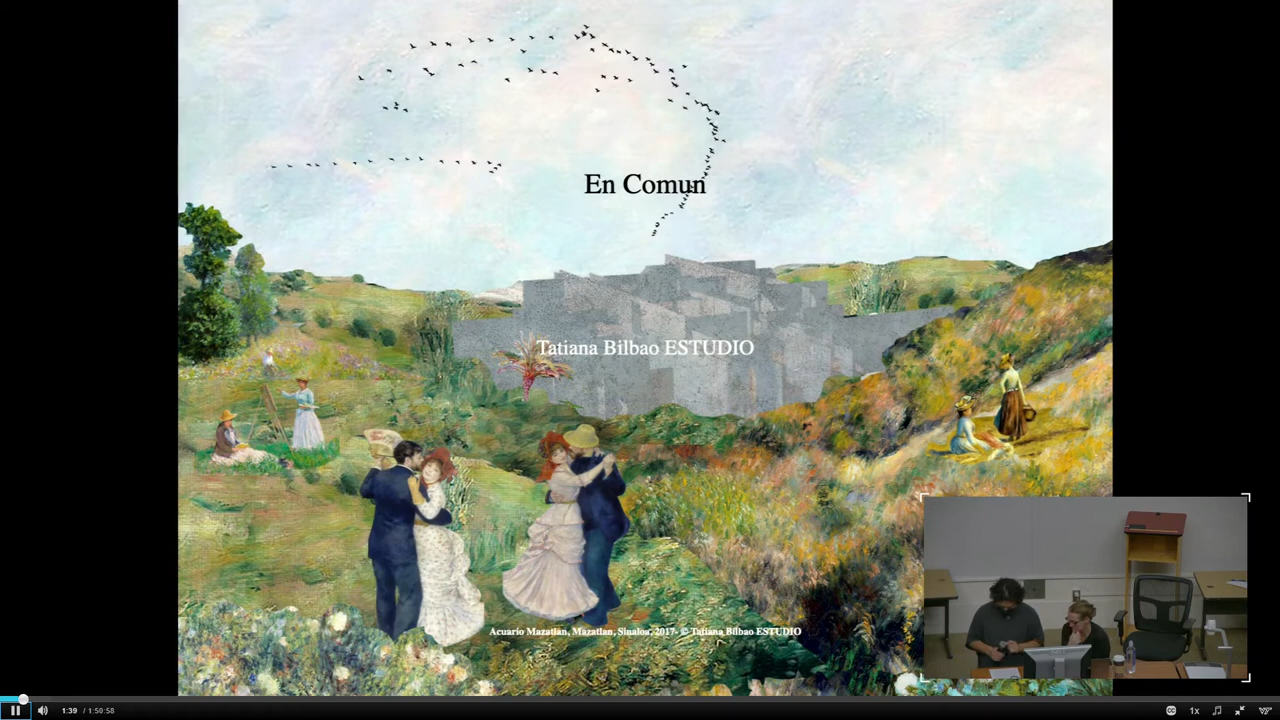 En Comun
Tatiana Bilbao ESTUDIO
Acuario Mazatlan, Mazatlan, Sinaloa, 2017- © Tatiana Bilbao ESTUDIO
1:39 / 1:50:58
CC
1x